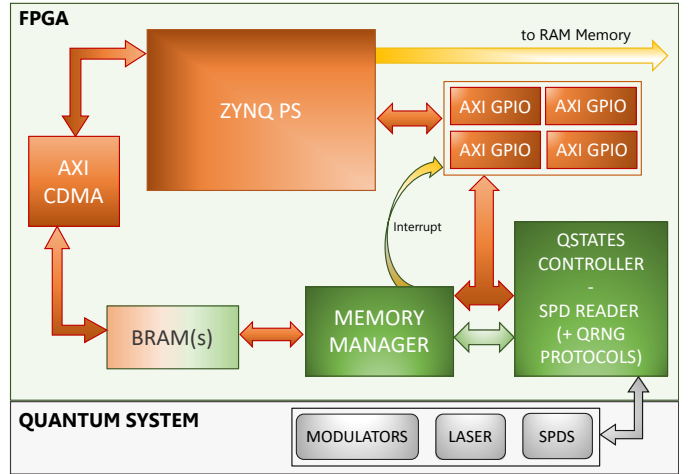 FPGA
to RAM Memory
ZYNQ PS
AXI GPIO
AXI GPIO
AXI GPIO
AXI GPIO
AXI
CDMA
Interrupt
QSTATES
CONTROLLER
-
SPD READER
(+ QRNG
PROTOCOLS)
MEMORY
MANAGER
BRAM(s)
QUANTUM SYSTEM
MODULATORS
LASER
SPDS